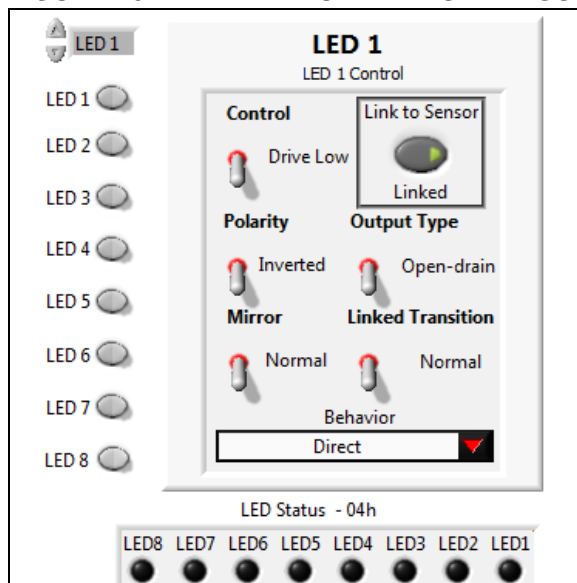 LED 1
LED 1
LED 1 Control
LED 1
LED 2
LED 3
LED 4
LED 5
LED 6
LED 7
LED 8
Control
Link to Sensor
Drive Low
Linked
Polarity
Output Type
Inverted
Open-drain
Mirror
Linked Transition
Normal
Normal
Behavior
Direct
LED Status - 04h
LED8 LED7 LED6 LED5 LED4 LED3 LED2 LED1